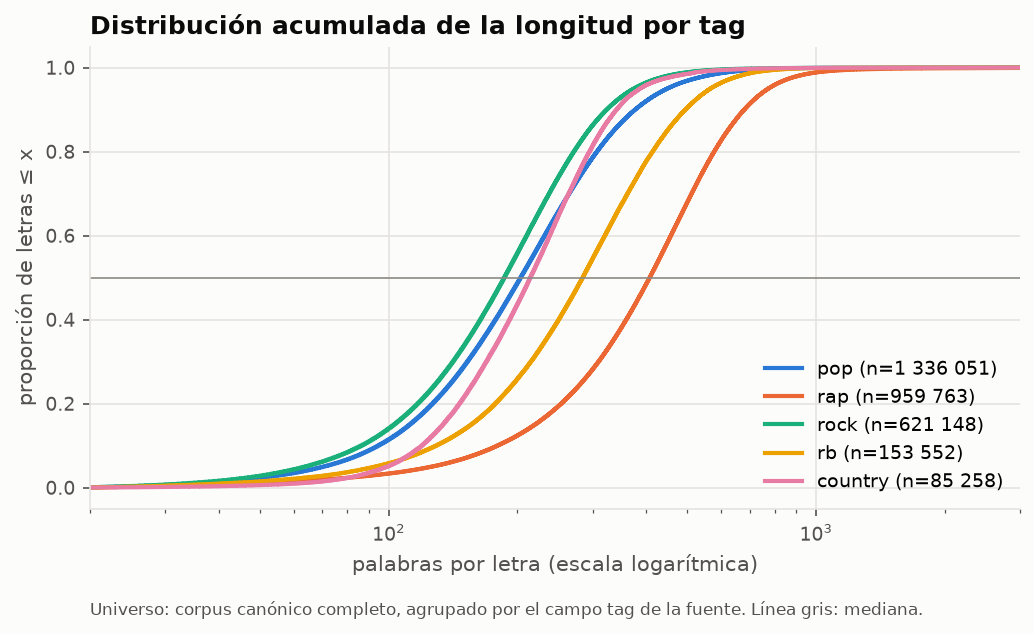 Distribución acumulada de la longitud por tag
proporción de letras ≤ x
1.0
0.8
0.6
0.4
0.2
0.0
pop (n=1 336 051)
rap (n=959 763)
rock (n=621 148)
rb (n=153 552)
country (n=85 258)
10²
10³
palabras por letra (escala logarítmica)
Universo: corpus canónico completo, agrupado por el campo tag de la fuente. Línea gris: mediana.